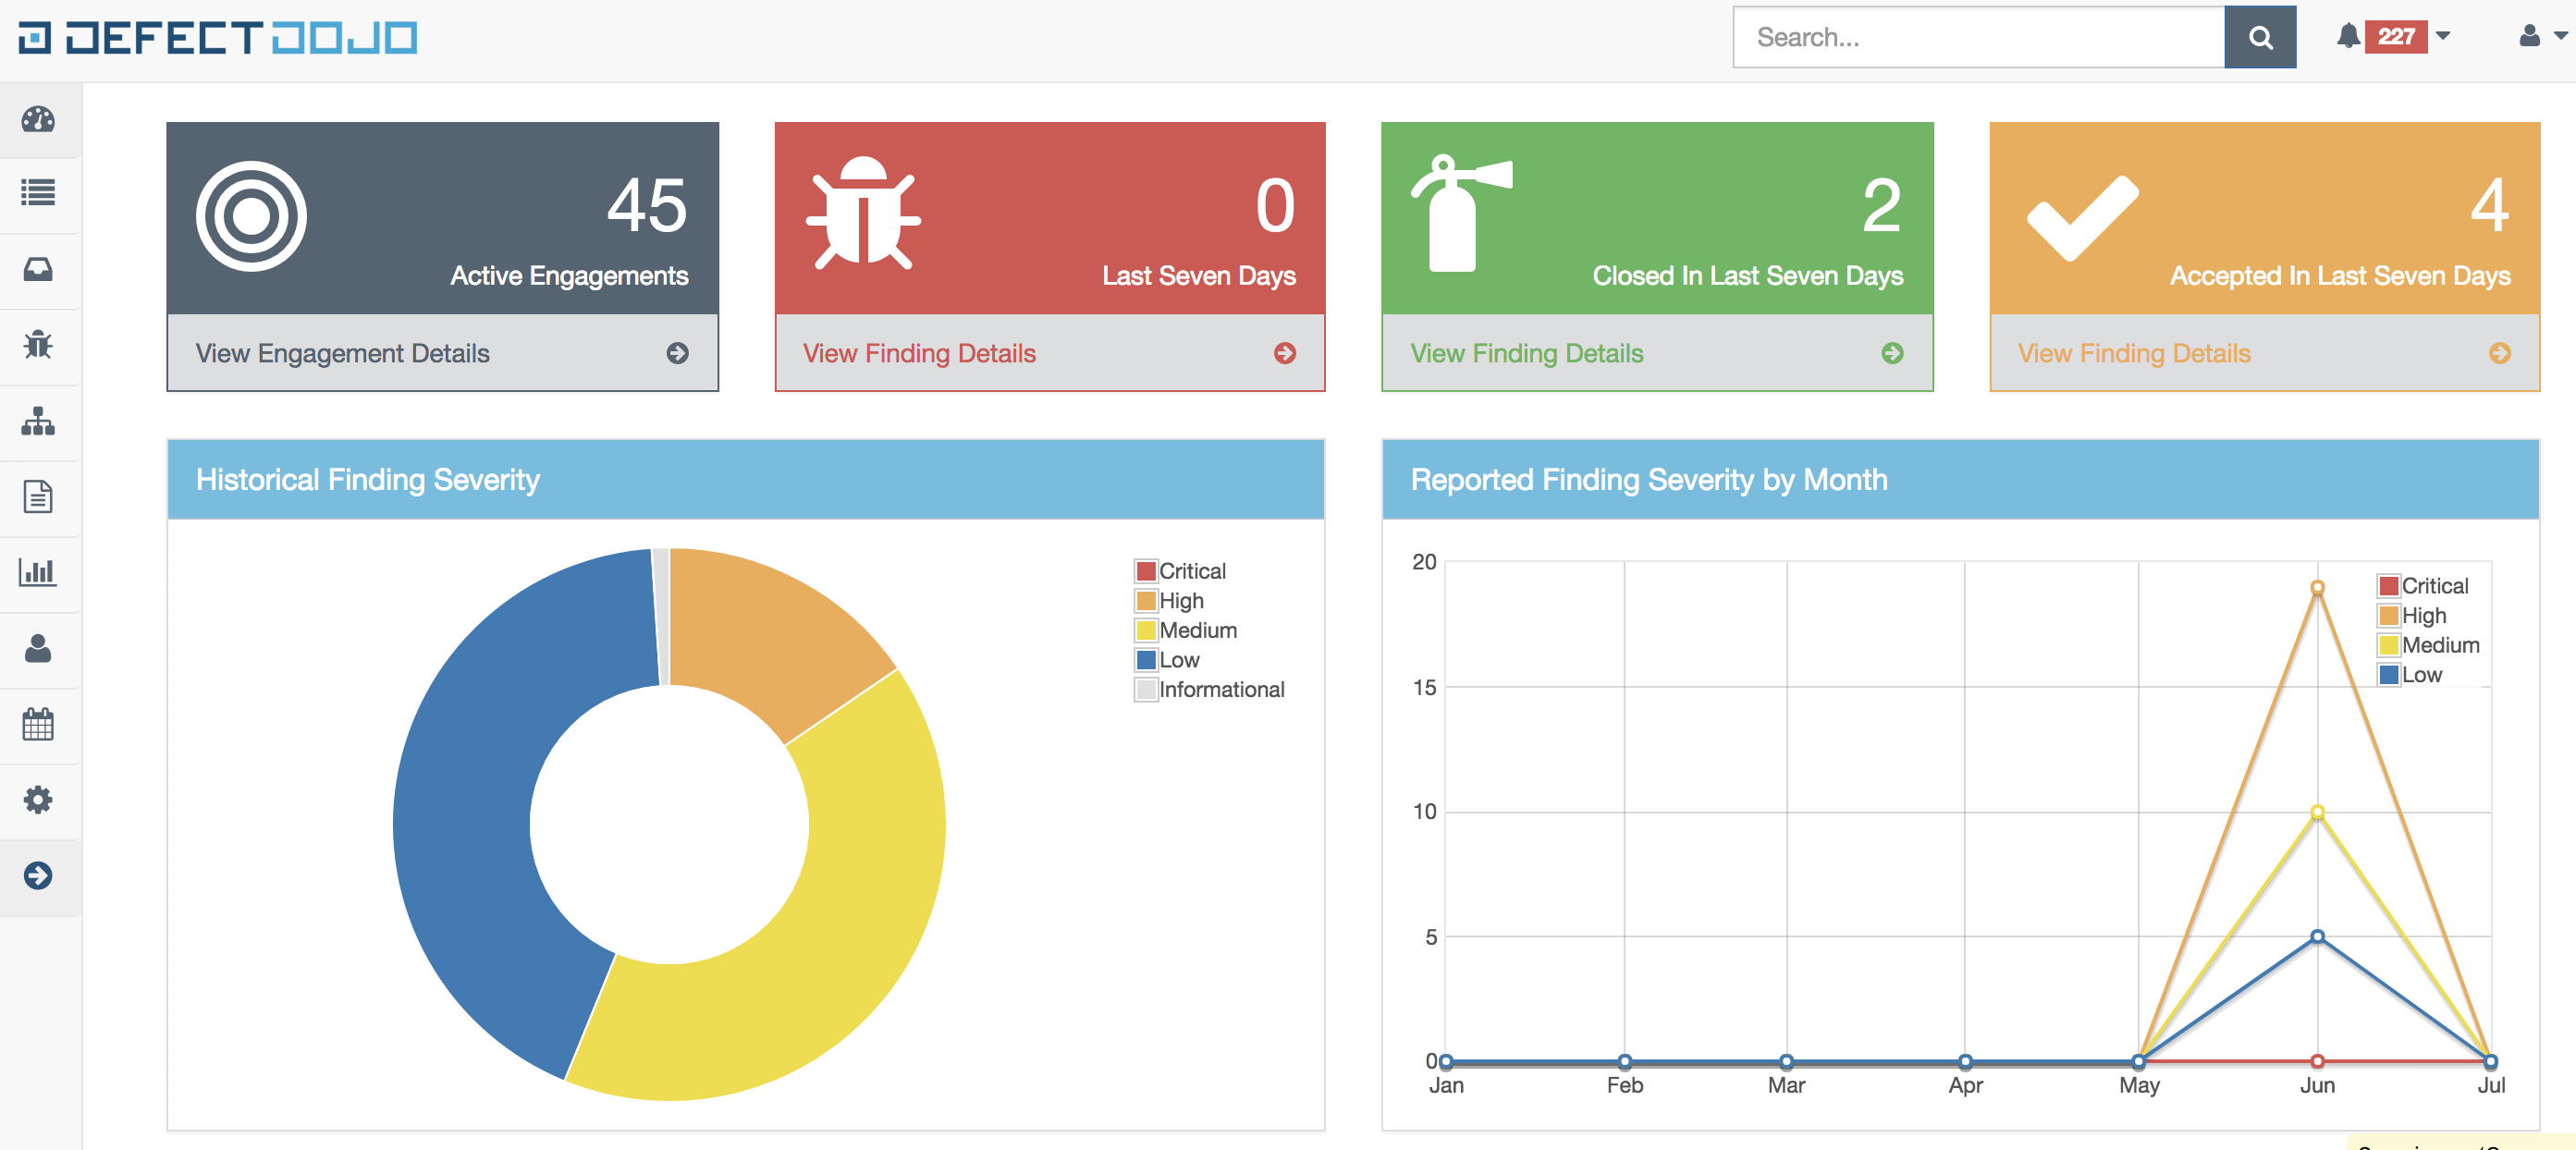 DEFECTDOJO
Search...
227
45
Active Engagements
View Engagement Details
0
Last Seven Days
View Finding Details
2
Closed In Last Seven Days
View Finding Details
4
Accepted In Last Seven Days
View Finding Details
Historical Finding Severity
Critical
High
Medium
Low
Informational
Reported Finding Severity by Month
20
15
10
5
0
Critical
High
Medium
Low
Jan Feb Mar Apr May Jun Jul